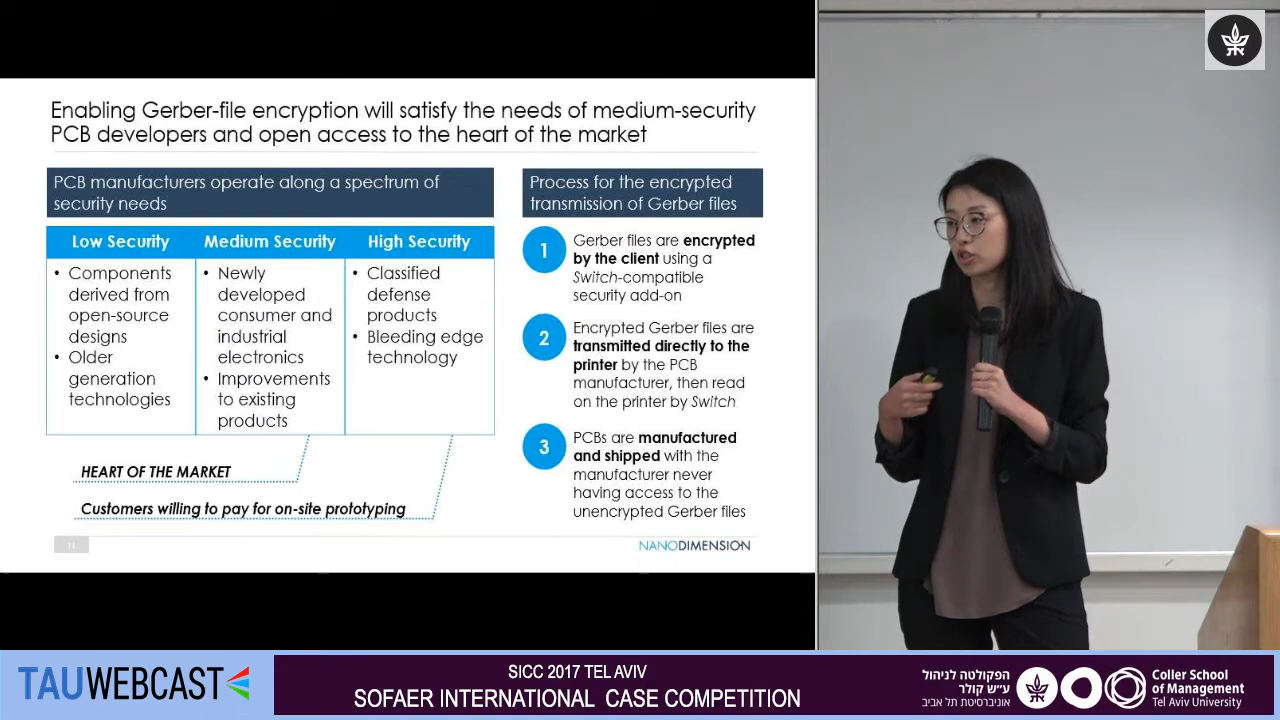 Enabling Gerber-file encryption will satisfy the needs of medium-security
PCB developers and open access to the heart of the market
PCB manufacturers operate along a spectrum of
security needs
Low Security
Medium Security
High Security
• Components
derived from
open-source
designs
• Older
generation
technologies
• Newly
developed
consumer and
industrial
electronics
• Improvements
to existing
products
• Classified
defense
products
• Bleeding edge
technology
HEART OF THE MARKET
Customers willing to pay for on-site prototyping
Process for the encrypted
transmission of Gerber files
1
Gerber files are encrypted
by the client using a
Switch-compatible
security add-on
2
Encrypted Gerber files are
transmitted directly to the
printer by the PCB
manufacturer, then read
on the printer by Switch
3
PCBs are manufactured
and shipped with the
manufacturer never
having access to the
unencrypted Gerber files
11
NANODIMENSION
TAUWEBCAST
SICC 2017 TEL AVIV
SOFAER INTERNATIONAL CASE COMPETITION
הפקולטה לניהול
ע״ש קולר
אוניברסיטת תל אביב
Coller School
of Management
Tel Aviv University